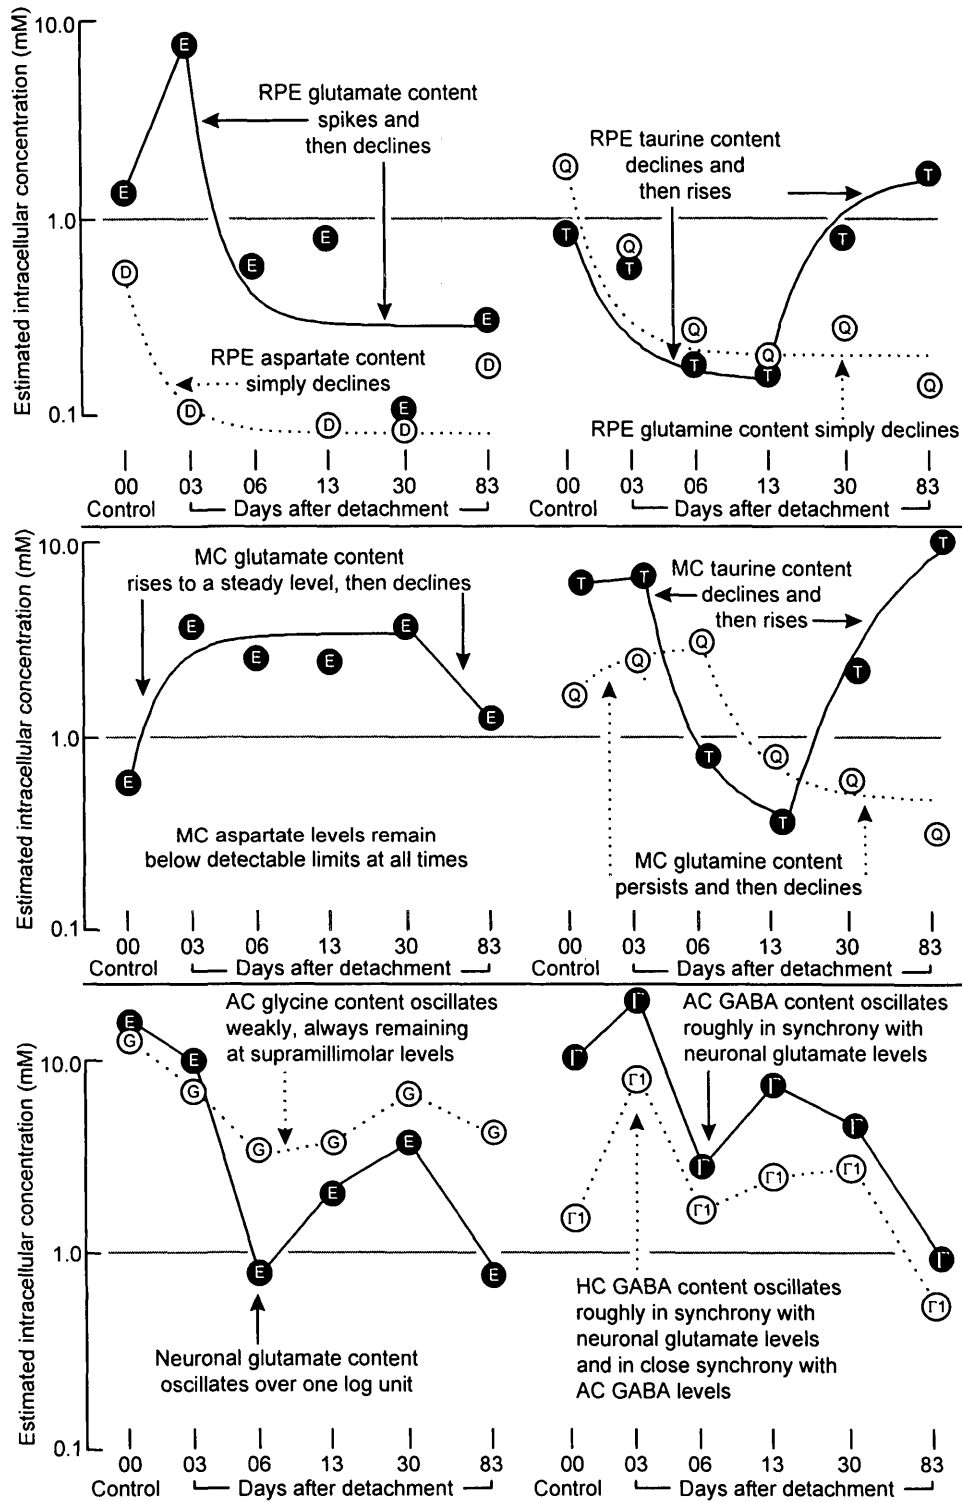 Estimated intracellular concentration (mM)
10.0
1.0
0.1
E
E
E
E
E
E
D
D
D
D
D
RPE glutamate content
spikes and
then declines
RPE aspartate content
simply declines
00
03
06
13
30
83
Control
Days after detachment
Q
T
Q
T
Q
T
Q
T
T
Q
T
Q
RPE taurine content
declines and
then rises
RPE glutamine content simply declines
00
03
06
13
30
83
Control
Days after detachment
Estimated intracellular concentration (mM)
10.0
1.0
0.1
MC glutamate content
rises to a steady level, then declines
E
E
E
E
E
E
MC aspartate levels remain
below detectable limits at all times
00
03
06
13
30
83
Control
Days after detachment
T
T
T
T
T
T
Q
Q
Q
Q
Q
Q
MC taurine content
declines and
then rises
MC glutamine content
persists and then declines
00
03
06
13
30
83
Control
Days after detachment
Estimated intracellular concentration (mM)
10.0
1.0
0.1
E
G
E
G
G
E
G
E
G
E
G
E
AC glycine content oscillates
weakly, always remaining
at supramillimolar levels
Neuronal glutamate content
oscillates over one log unit
00
03
06
13
30
83
Control
Days after detachment
Γ
Γ
Γ
Γ
Γ
Γ
Γ1
Γ1
Γ1
Γ1
Γ1
Γ1
AC GABA content oscillates
roughly in synchrony with
neuronal glutamate levels
HC GABA content oscillates
roughly in synchrony with
neuronal glutamate levels
and in close synchrony with
AC GABA levels
00
03
06
13
30
83
Control
Days after detachment